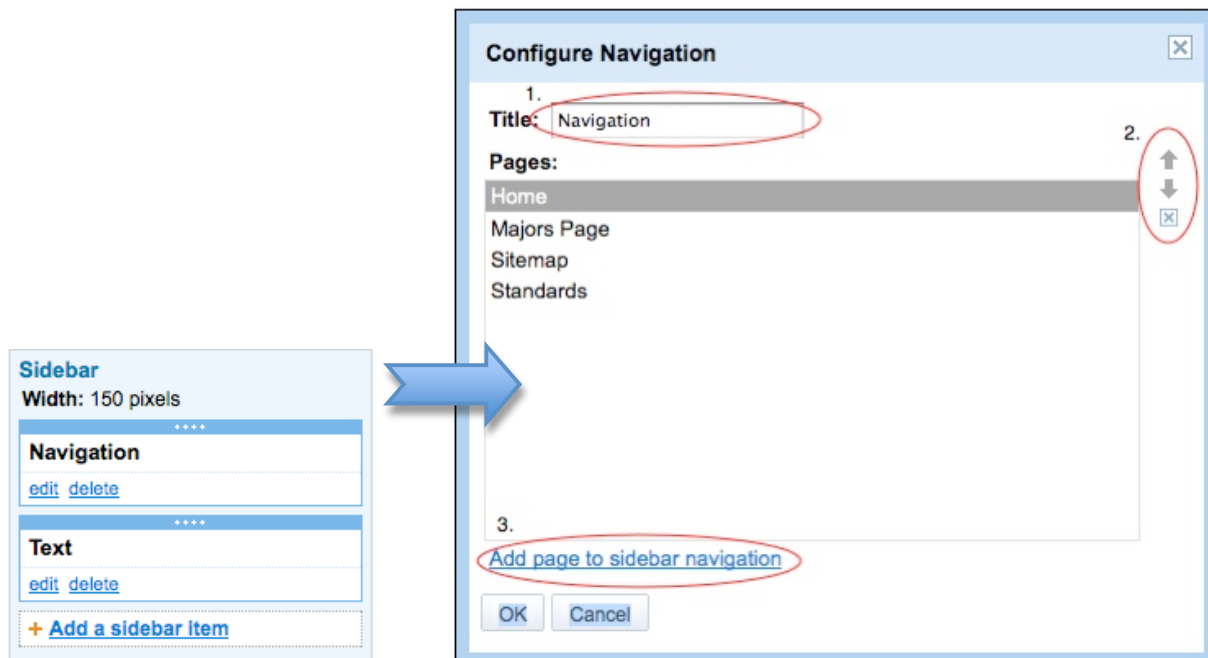 Sidebar
Width: 150 pixels
Navigation
edit delete
Text
edit delete
+ Add a sidebar item
Configure Navigation
1.
Title: Navigation
2.
Pages:
Home
Majors Page
Sitemap
Standards
3.
Add page to sidebar navigation
OK Cancel